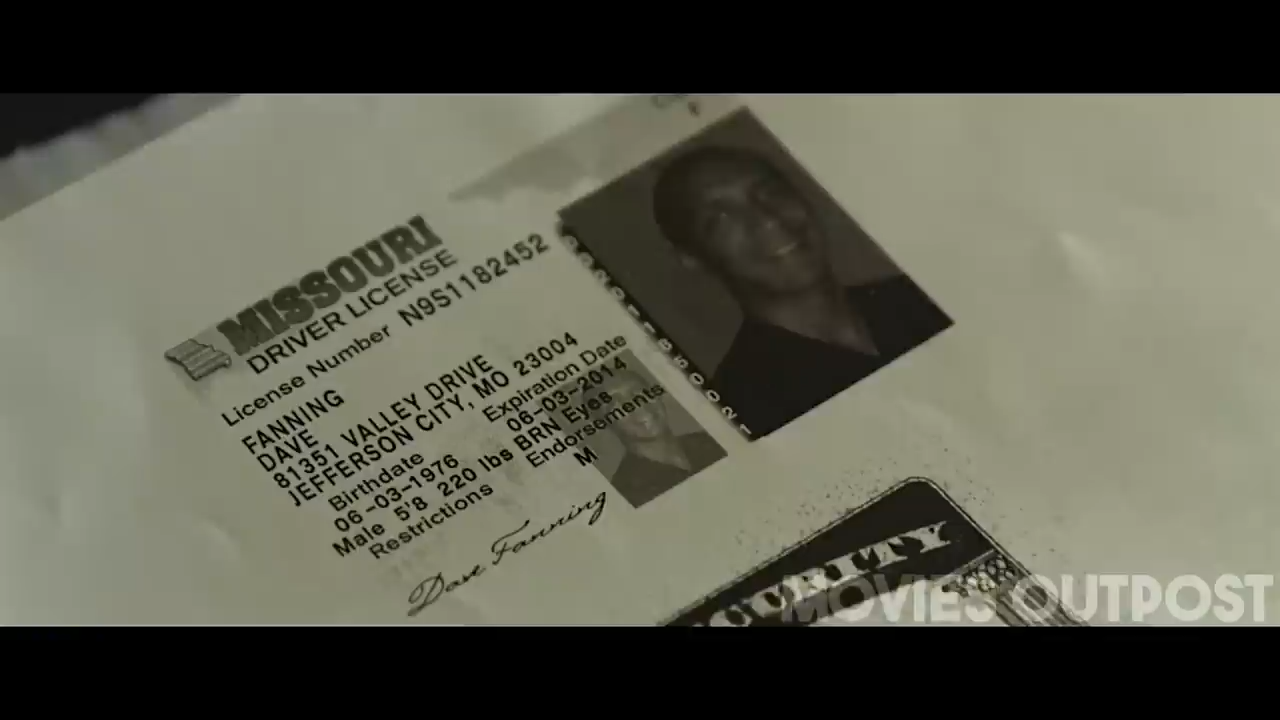 MISSOURI
DRIVER LICENSE
License Number N9S1182452
FANNING
DAVE
81351 VALLEY DRIVE
JEFFERSON CITY, MO 23004
Birthdate Expiration Date
06-03-1976 06-03-2014
Male 5'8 220 lbs BRN Eyes
Restrictions Endorsements
M
Dave Fanning
MOVIES OUTPOST